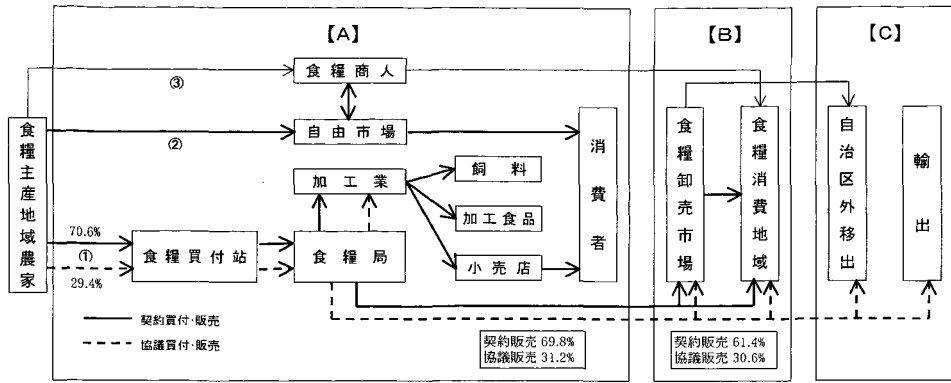 【A】
【B】
【C】
食糧商人
③
自由市場
②
食糧主産地域農家
加工業
飼料
加工食品
小売店
消費者
70.6%
①
29.4%
食糧買付站
食糧局
契約買付・販売
協議買付・販売
契約販売 69.8%
協議販売 31.2%
食糧卸売市場
食糧消費地域
契約販売 61.4%
協議販売 30.6%
自治区外移出
輸出